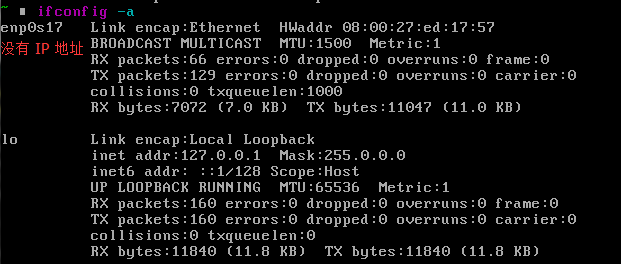 ~ ifconfig -a
enp0s17 Link encap:Ethernet HWaddr 08:00:27:ed:17:57
没有 IP 地址 BROADCAST MULTICAST MTU:1500 Metric:1
RX packets:66 errors:0 dropped:0 overruns:0 frame:0
TX packets:129 errors:0 dropped:0 overruns:0 carrier:0
collisions:0 txqueuelen:1000
RX bytes:7072 (7.0 KB) TX bytes:11047 (11.0 KB)
lo Link encap:Local Loopback
inet addr:127.0.0.1 Mask:255.0.0.0
inet6 addr: ::1/128 Scope:Host
UP LOOPBACK RUNNING MTU:65536 Metric:1
RX packets:160 errors:0 dropped:0 overruns:0 frame:0
TX packets:160 errors:0 dropped:0 overruns:0 carrier:0
collisions:0 txqueuelen:0
RX bytes:11840 (11.8 KB) TX bytes:11840 (11.8 KB)